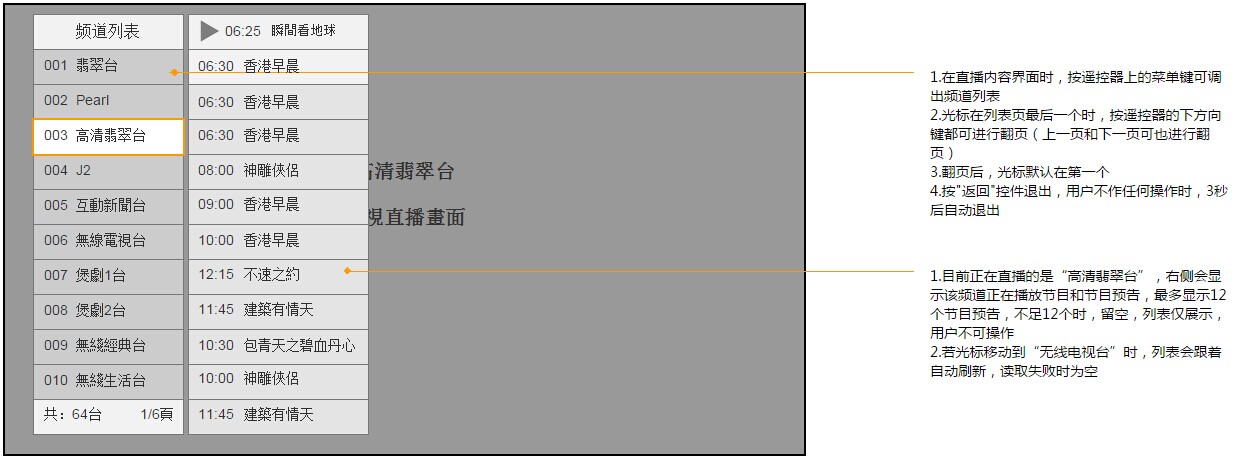 频道列表
001 翡翠台
002 Pearl
003 高清翡翠台
004 J2
005 互動新聞台
006 無線電視台
007 煲劇1台
008 煲劇2台
009 無綫經典台
010 無綫生活台
共：64台 1/6頁
06:25 瞬間看地球
06:30 香港早晨
06:30 香港早晨
06:30 香港早晨
08:00 神雕俠侶
09:00 香港早晨
10:00 香港早晨
12:15 不速之約
11:45 建築有情天
10:30 包青天之碧血丹心
10:00 神雕俠侶
11:45 建築有情天
清翡翠台
視直播畫面
1.在直播内容界面时，按遥控器上的菜单键可调
出频道列表
2.光标在列表页最后一个时，按遥控器的下方向
键都可进行翻页（上一页和下一页可也进行翻
页）
3.翻页后，光标默认在第一个
4.按"返回"控件退出，用户不作任何操作时，3秒
后自动退出
1.目前正在直播的是“高清翡翠台”，右侧会显
示该频道正在播放节目和节目预告，最多显示12
个节目预告，不足12个时，留空，列表仅展示，
用户不可操作
2.若光标移动到“无线电视台”时，列表会跟着
自动刷新，读取失败时为空